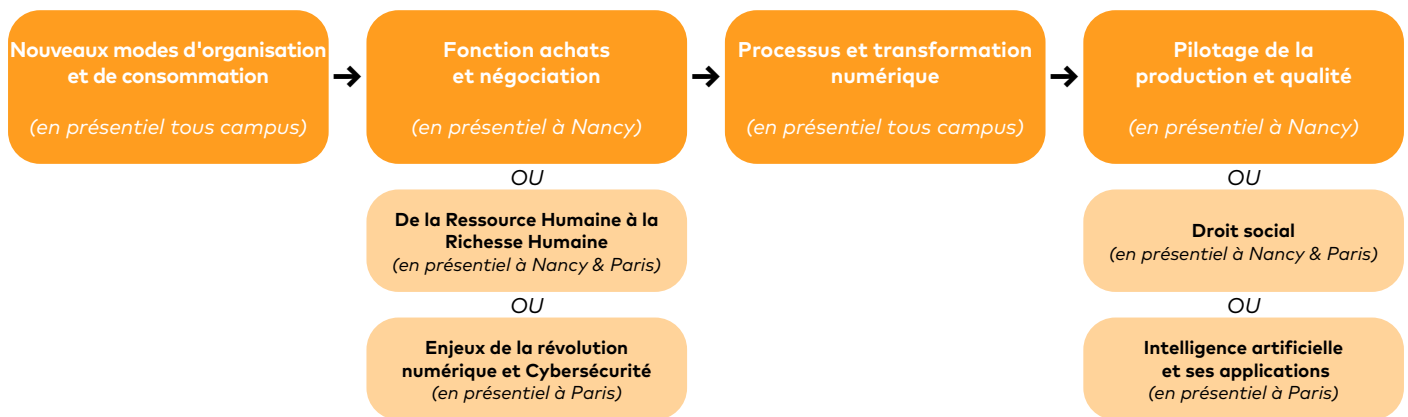 Nouveaux modes d'organisation
et de consommation
(en présentiel tous campus)
Fonction achats
et négociation
(en présentiel à Nancy)
OU
De la Ressource Humaine à la
Richesse Humaine
(en présentiel à Nancy & Paris)
OU
Enjeux de la révolution
numérique et Cybersécurité
(en présentiel à Paris)
Processus et transformation
numérique
(en présentiel tous campus)
Pilotage de la
production et qualité
(en présentiel à Nancy)
OU
Droit social
(en présentiel à Nancy & Paris)
OU
Intelligence artificielle
et ses applications
(en présentiel à Paris)